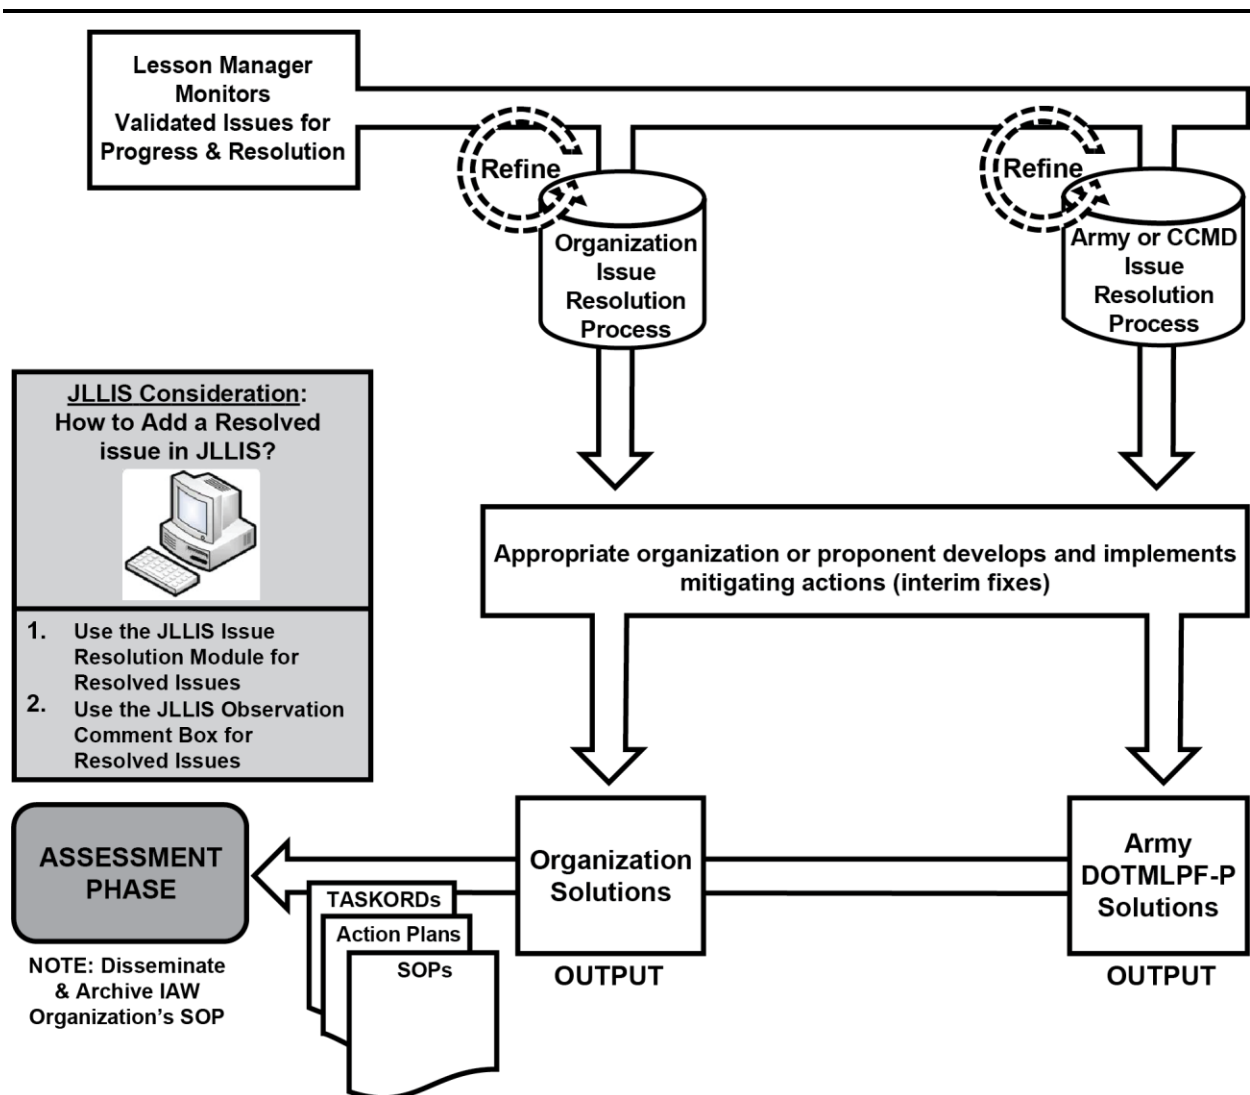 Lesson Manager
Monitors
Validated Issues for
Progress & Resolution
Refine
Refine
Organization
Issue
Resolution
Process
Army or CCMD
Issue
Resolution
Process
JLLIS Consideration:
How to Add a Resolved
issue in JLLIS?
1. Use the JLLIS Issue
Resolution Module for
Resolved Issues
2. Use the JLLIS Observation
Comment Box for
Resolved Issues
Appropriate organization or proponent develops and implements
mitigating actions (interim fixes)
Organization
Solutions
OUTPUT
Army
DOTMLPF-P
Solutions
OUTPUT
TASKORDs
Action Plans
SOPs
ASSESSMENT
PHASE
NOTE: Disseminate
& Archive IAW
Organization's SOP